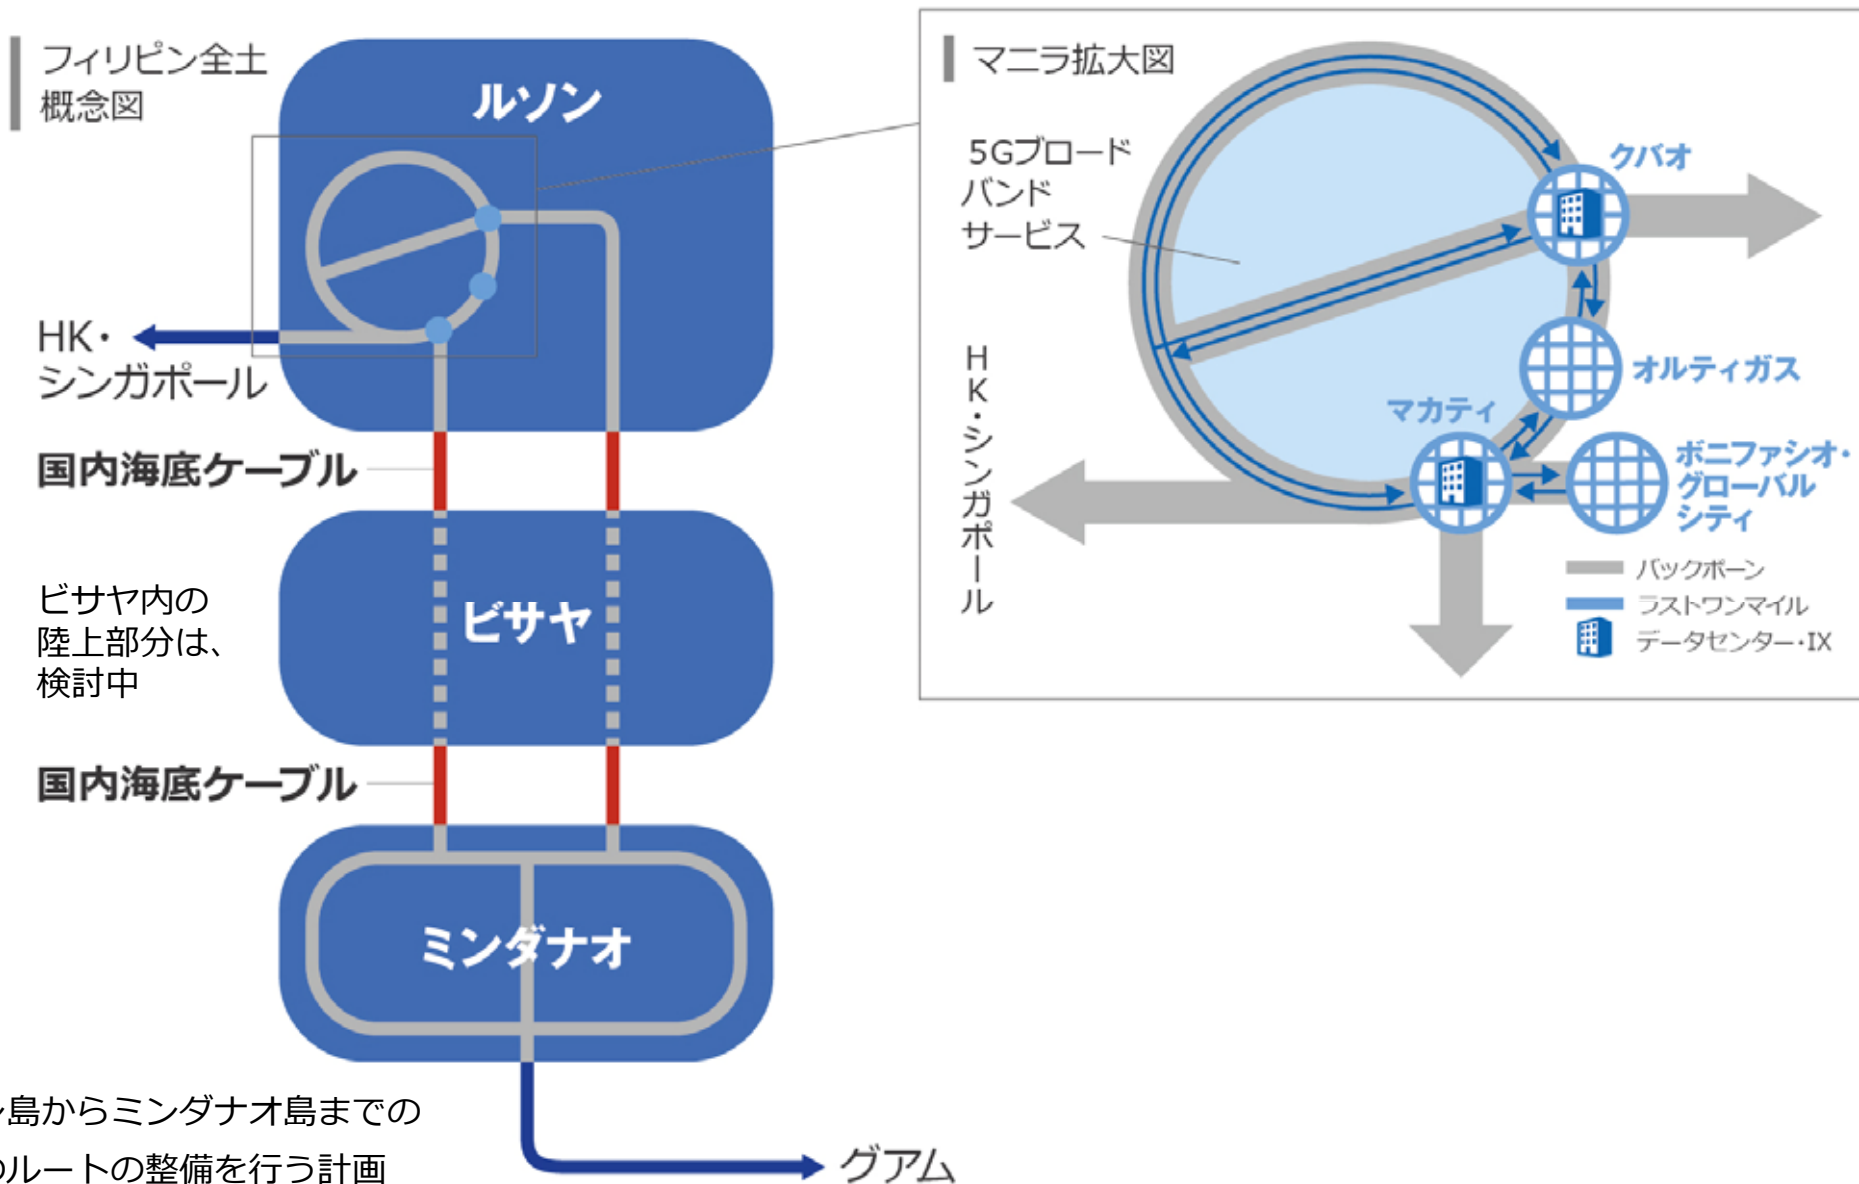 フィリピン全土
概念図
ルソン
HK・
シンガポール
国内海底ケーブル
ビサヤ内の
陸上部分は、
検討中
ビサヤ
国内海底ケーブル
ミンダナオ
島からミンダナオ島までの
ルートの整備を行う計画
グアム
マニラ拡大図
5Gブロード
バンド
サービス
HK・シンガポール
クバオ
オルティガス
マカティ
ボニファシオ・
グローバル
シティ
バックボーン
ラストワンマイル
データセンター・IX